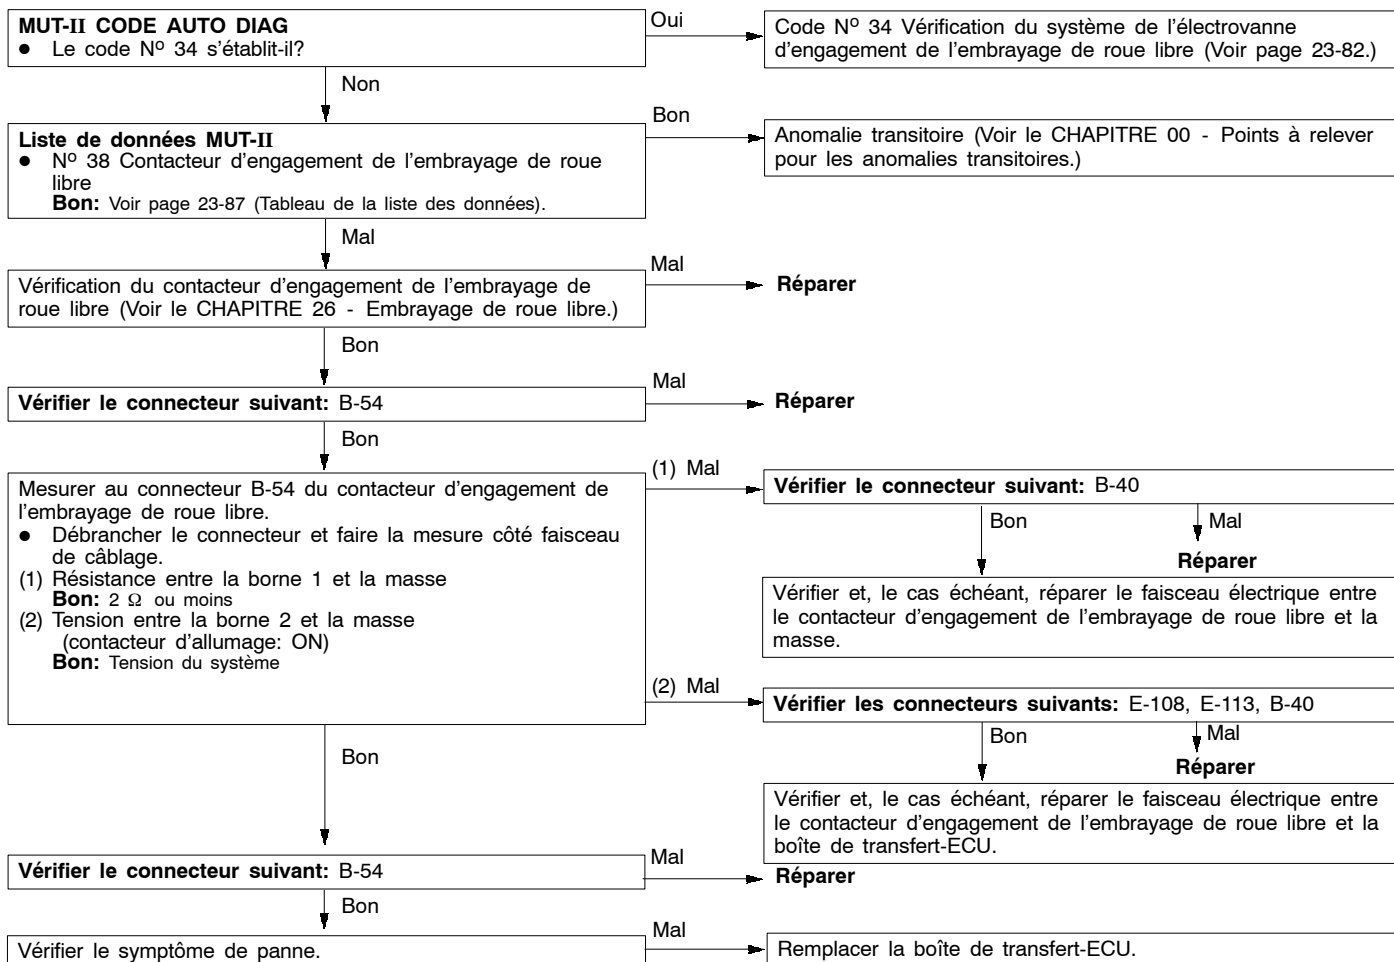 MUT-II CODE AUTO DIAG
● Le code Nº 34 s'établit-il?
Oui
Code Nº 34 Vérification du système de l'électrovanne
d'engagement de l'embrayage de roue libre (Voir page 23-82.)
Non
Liste de données MUT-II
● Nº 38 Contacteur d'engagement de l'embrayage de roue
libre
Bon: Voir page 23-87 (Tableau de la liste des données).
Bon
Anomalie transitoire (Voir le CHAPITRE 00 - Points à relever
pour les anomalies transitoires.)
Mal
Vérification du contacteur d'engagement de l'embrayage de
roue libre (Voir le CHAPITRE 26 - Embrayage de roue libre.)
Mal
Réparer
Bon
Vérifier le connecteur suivant: B-54
Mal
Réparer
Bon
Mesurer au connecteur B-54 du contacteur d'engagement de
l'embrayage de roue libre.
● Débrancher le connecteur et faire la mesure côté faisceau
de câblage.
(1) Résistance entre la borne 1 et la masse
Bon: 2 Ω ou moins
(2) Tension entre la borne 2 et la masse
(contacteur d'allumage: ON)
Bon: Tension du système
(1) Mal
Vérifier le connecteur suivant: B-40
Bon
Mal
Réparer
Vérifier et, le cas échéant, réparer le faisceau électrique entre
le contacteur d'engagement de l'embrayage de roue libre et la
masse.
(2) Mal
Vérifier les connecteurs suivants: E-108, E-113, B-40
Bon
Mal
Réparer
Vérifier et, le cas échéant, réparer le faisceau électrique entre
le contacteur d'engagement de l'embrayage de roue libre et la
boîte de transfert-ECU.
Bon
Vérifier le connecteur suivant: B-54
Mal
Réparer
Bon
Vérifier le symptôme de panne.
Mal
Remplacer la boîte de transfert-ECU.